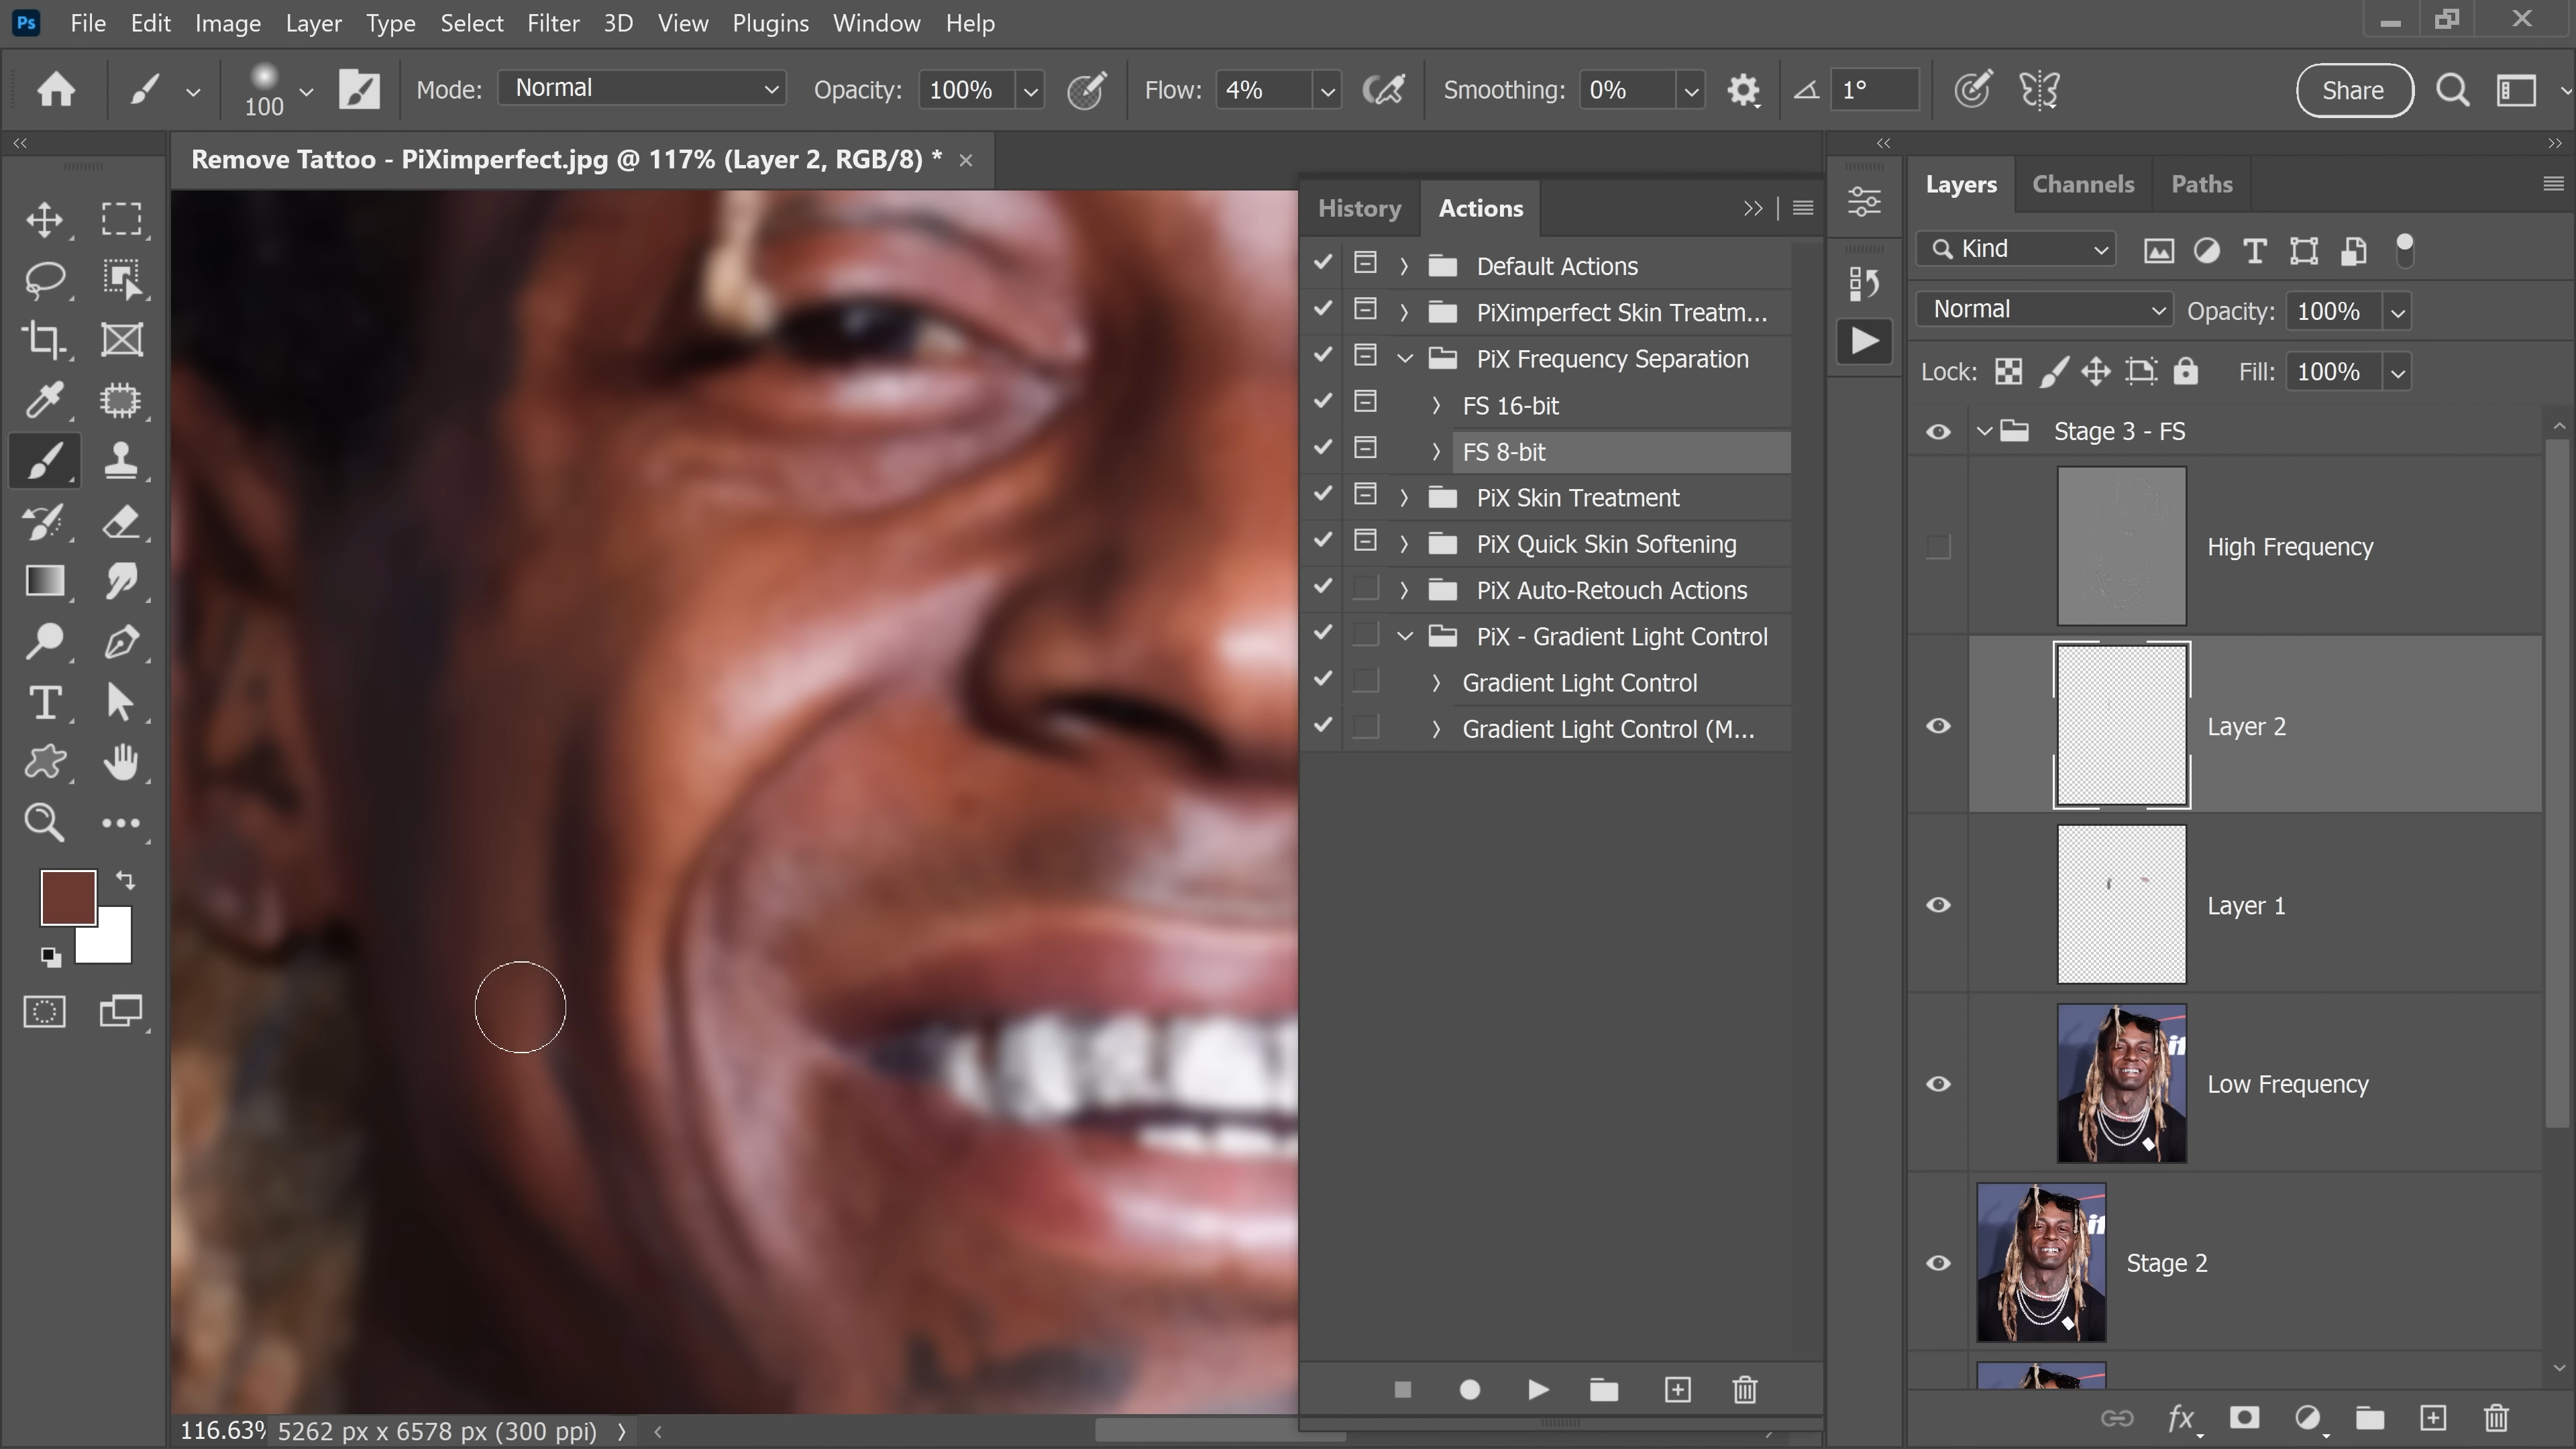 Ps File Edit Image Layer Type Select Filter 3D View Plugins Window Help
100 Mode: Normal Opacity: 100% Flow: 4% Smoothing: 0% 1° Share
Remove Tattoo - PiXimperfect.jpg @ 117% (Layer 2, RGB/8) *
History Actions
Default Actions
PiXimperfect Skin Treatm...
PiX Frequency Separation
FS 16-bit
FS 8-bit
PiX Skin Treatment
PiX Quick Skin Softening
PiX Auto-Retouch Actions
PiX - Gradient Light Control
Gradient Light Control
Gradient Light Control (M...
Layers Channels Paths
Kind
Normal Opacity: 100%
Lock: Fill: 100%
Stage 3 - FS
High Frequency
Layer 2
Layer 1
Low Frequency
Stage 2
fx
116.63% 5262 px x 6578 px (300 ppi)